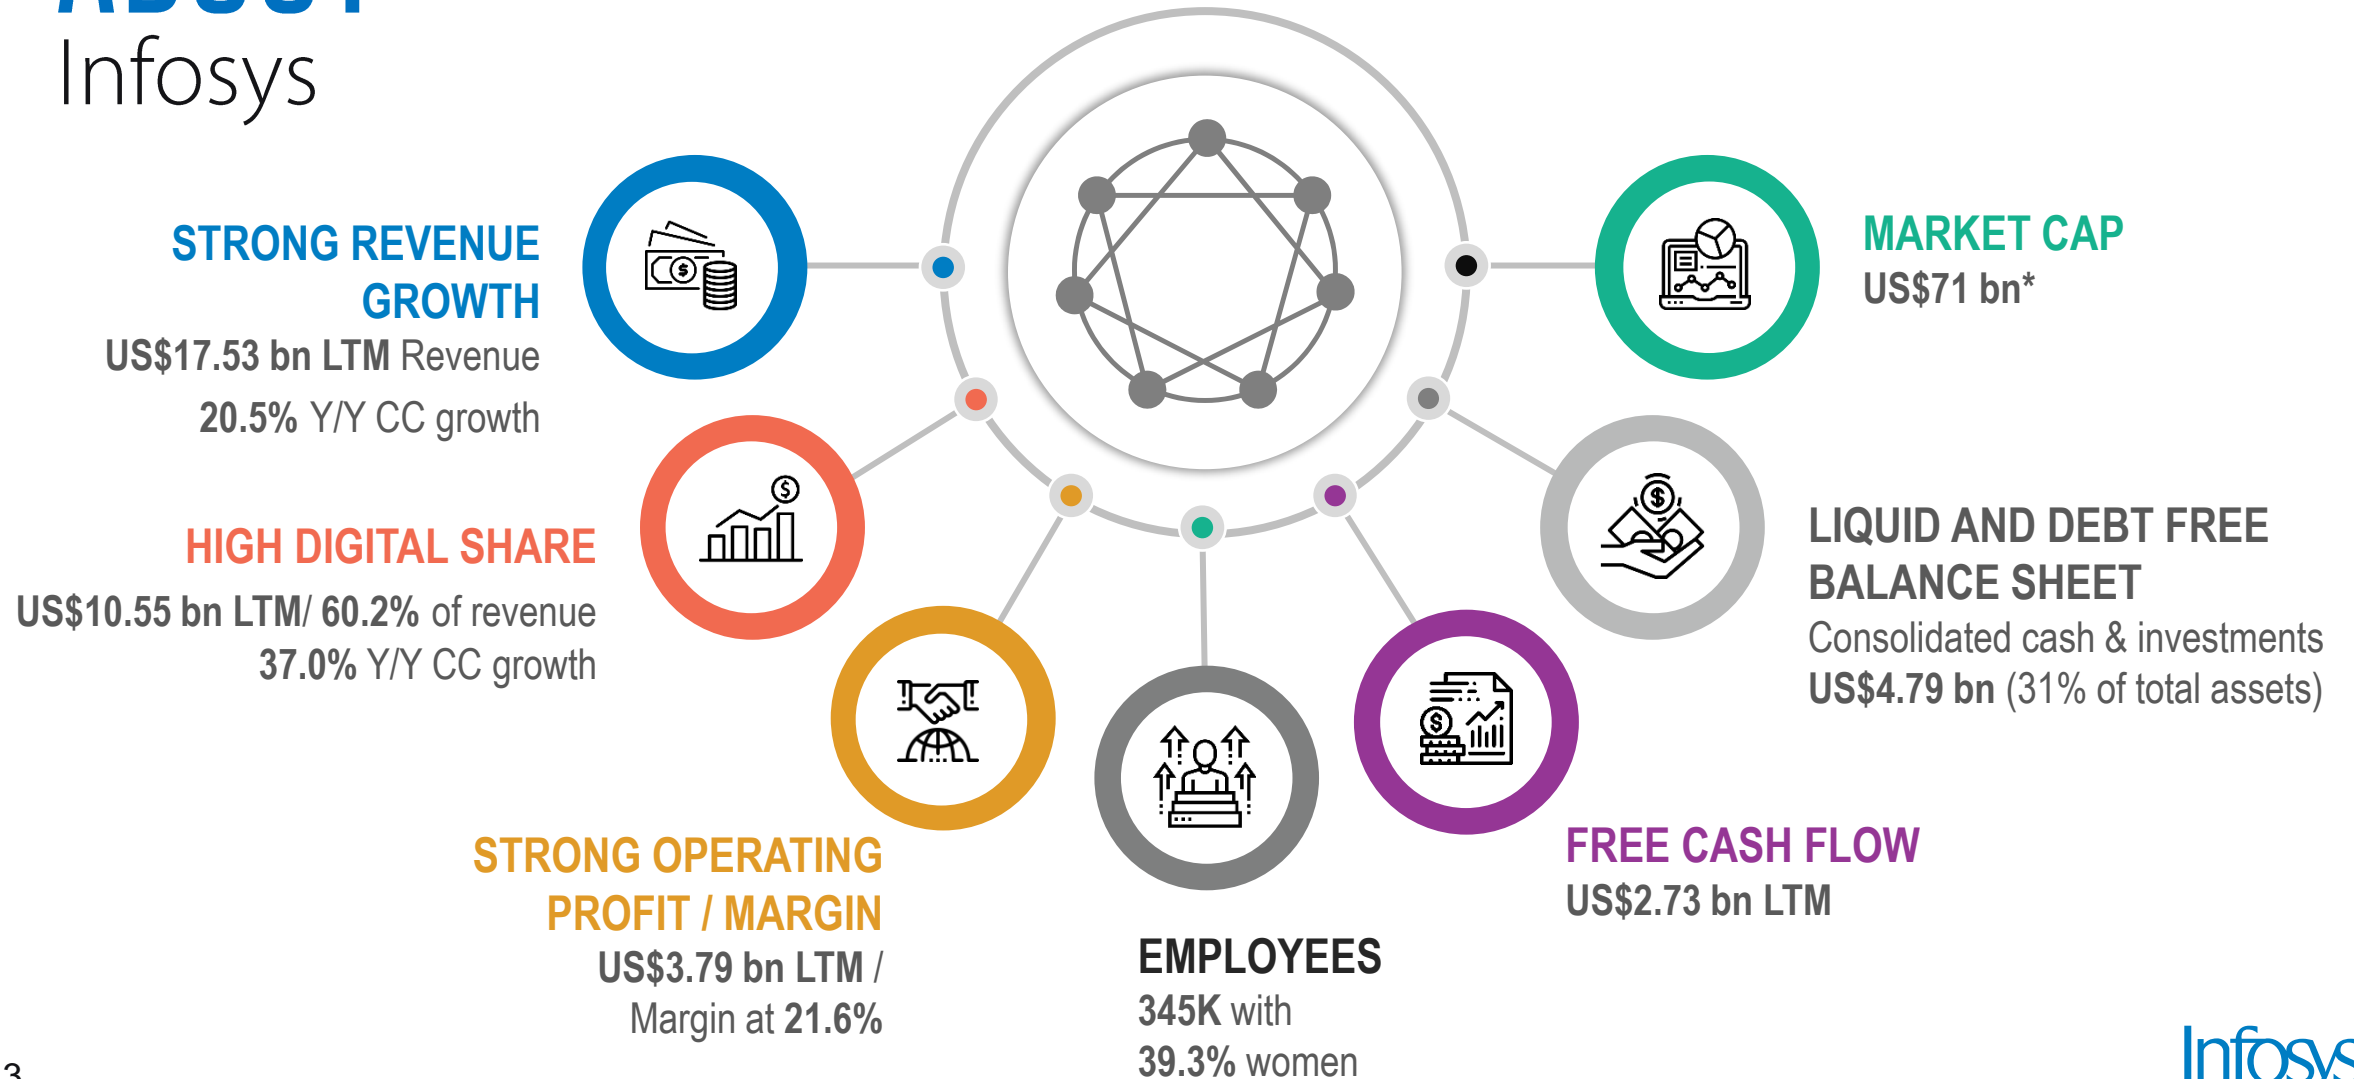 ABOUT
Infosys
STRONG REVENUE
GROWTH
US$17.53 bn LTM Revenue
20.5% Y/Y CC growth
HIGH DIGITAL SHARE
US$10.55 bn LTM/ 60.2% of revenue
37.0% Y/Y CC growth
STRONG OPERATING
PROFIT / MARGIN
US$3.79 bn LTM /
Margin at 21.6%
EMPLOYEES
345K with
39.3% women
FREE CASH FLOW
US$2.73 bn LTM
LIQUID AND DEBT FREE
BALANCE SHEET
Consolidated cash & investments
US$4.79 bn (31% of total assets)
MARKET CAP
US$71 bn*
3
Infosys